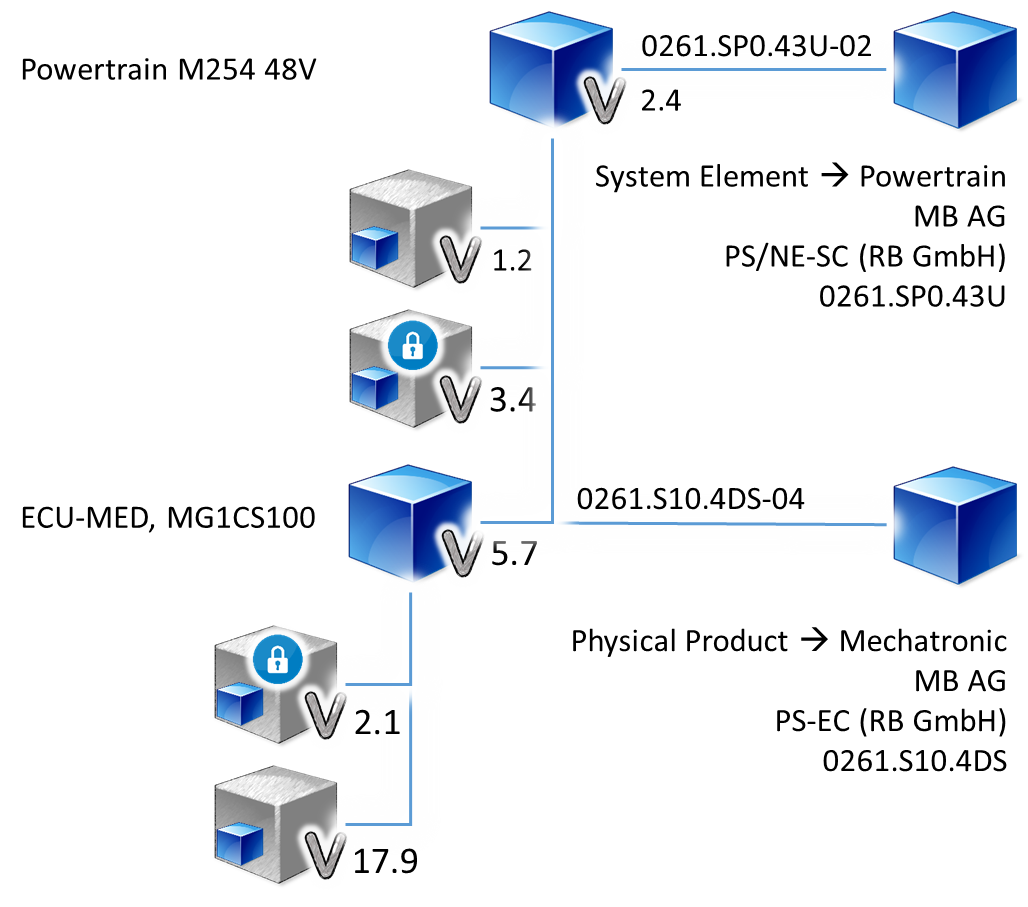 0261.SP0.43U-02
Powertrain M254 48V
V 2.4
System Element → Powertrain
MB AG
V 1.2
PS/NE-SC (RB GmbH)
0261.SP0.43U
V 3.4
0261.S10.4DS-04
ECU-MED, MG1CS100
V 5.7
Physical Product → Mechatronic
MB AG
V 2.1
PS-EC (RB GmbH)
0261.S10.4DS
V 17.9